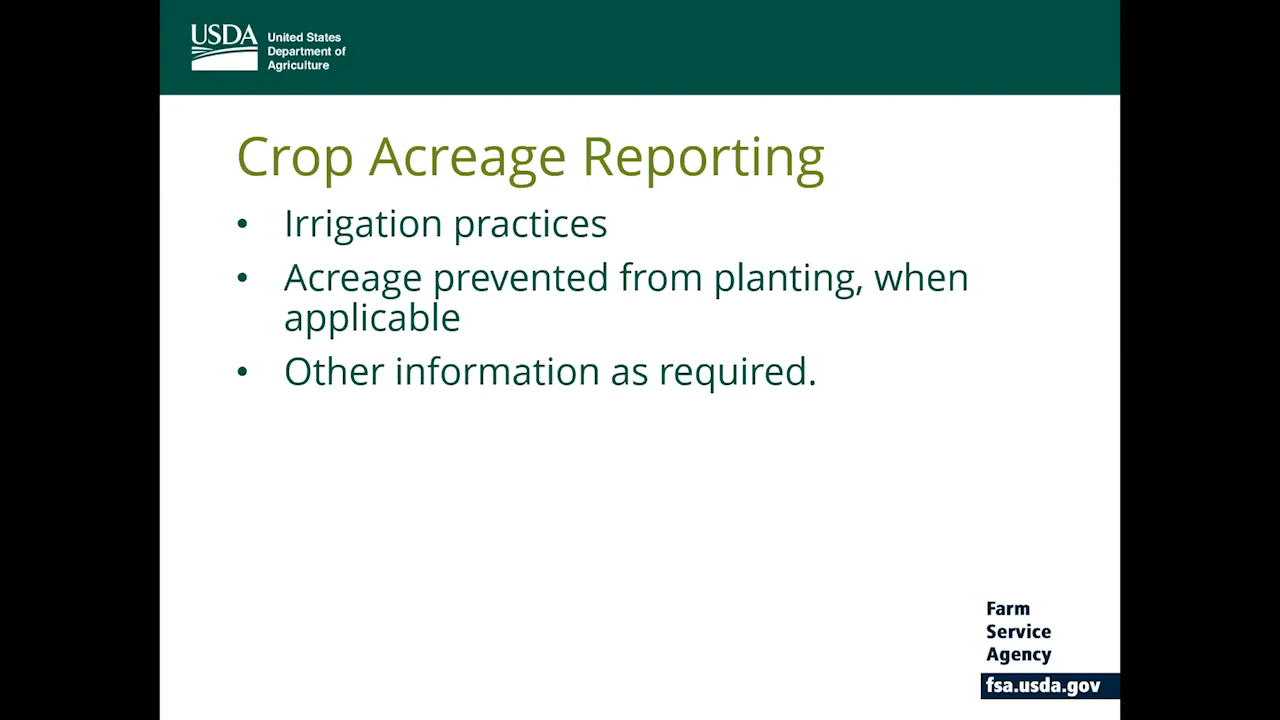 USDA
United States
Department of
Agriculture
Crop Acreage Reporting
• Irrigation practices
• Acreage prevented from planting, when
applicable
• Other information as required.
Farm
Service
Agency
fsa.usda.gov